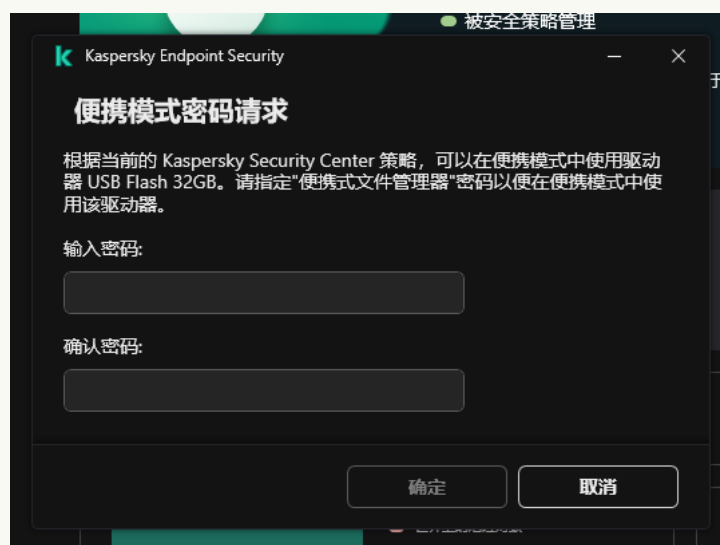 被安全策略管理
Kaspersky Endpoint Security
便携模式密码请求
根据当前的 Kaspersky Security Center 策略，可以在便携模式中使用驱动
器 USB Flash 32GB。请指定"便携式文件管理器"密码以便在便携模式中使
用该驱动器。
输入密码:
确认密码:
确定
取消